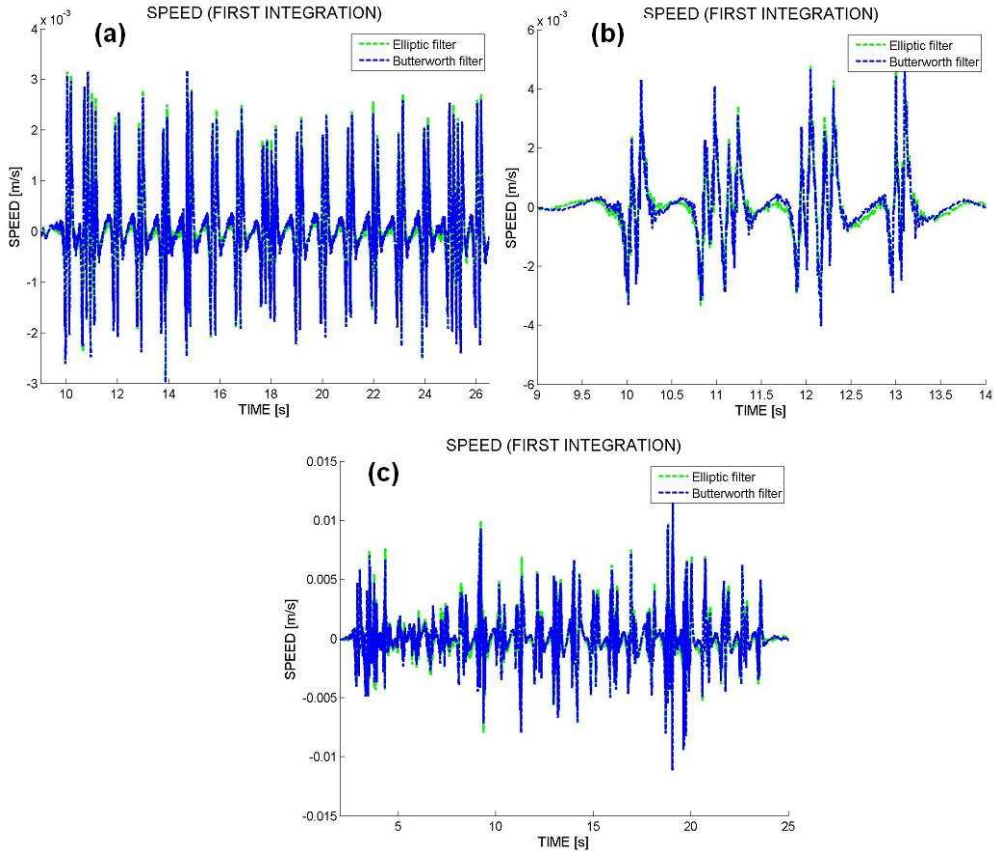 SPEED (FIRST INTEGRATION)
x 10⁻³
(a)
Elliptic filter
Butterworth filter
4
3
2
1
0
-1
-2
-3
SPEED [m/s]
10 12 14 16 18 20 22 24 26
TIME [s]
SPEED (FIRST INTEGRATION)
x 10⁻³
(b)
Elliptic filter
Butterworth filter
6
4
2
0
-2
-4
-6
SPEED [m/s]
9 9.5 10 10.5 11 11.5 12 12.5 13 13.5 14
TIME [s]
SPEED (FIRST INTEGRATION)
(c)
Elliptic filter
Butterworth filter
0.015
0.01
0.005
0
-0.005
-0.01
-0.015
SPEED [m/s]
5 10 15 20 25
TIME [s]